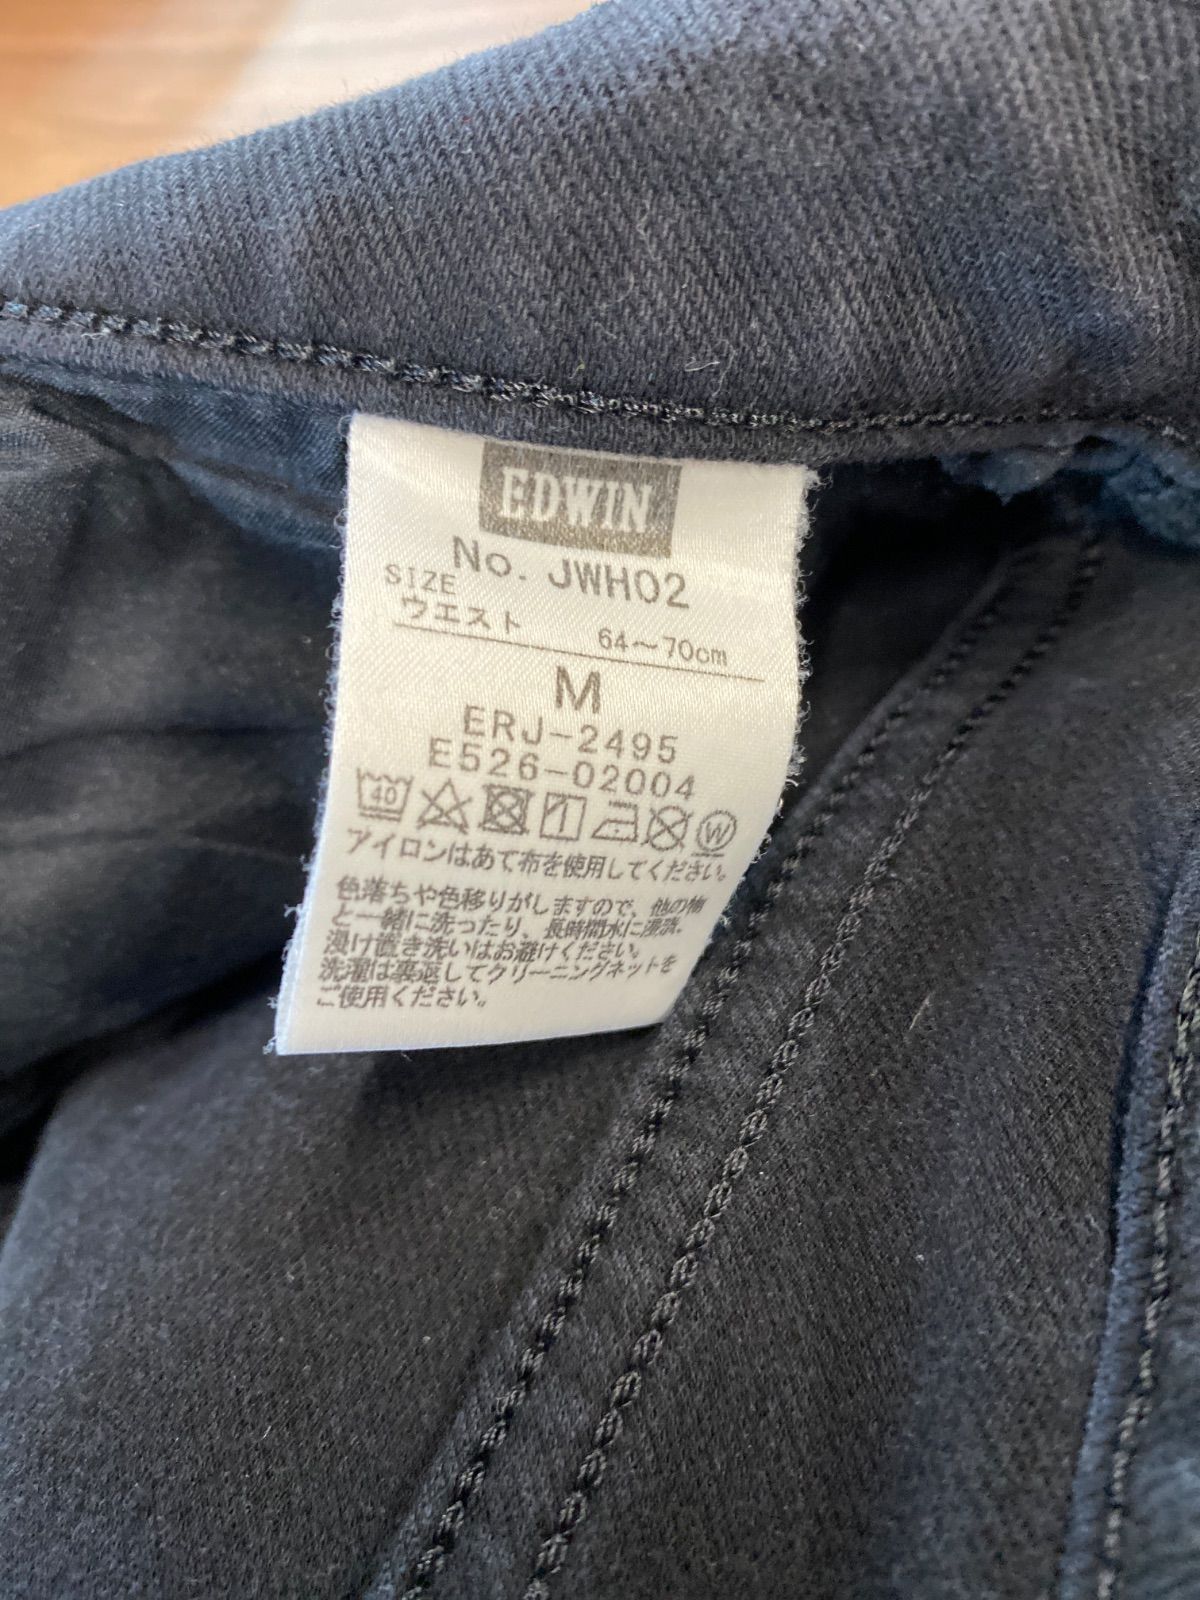 EDWIN
No. JWH02
SIZE
ウエスト 64～70cm
M
ERJ-2495
E526-02004
40
W
アイロンはあて布を使用してください。
色落ちや色移りがしますので、他の物
と一緒に洗ったり、長時間水に浸漬、
漬け置き洗いはお避けください。
洗濯は裏返してクリーニングネットを
ご使用ください。